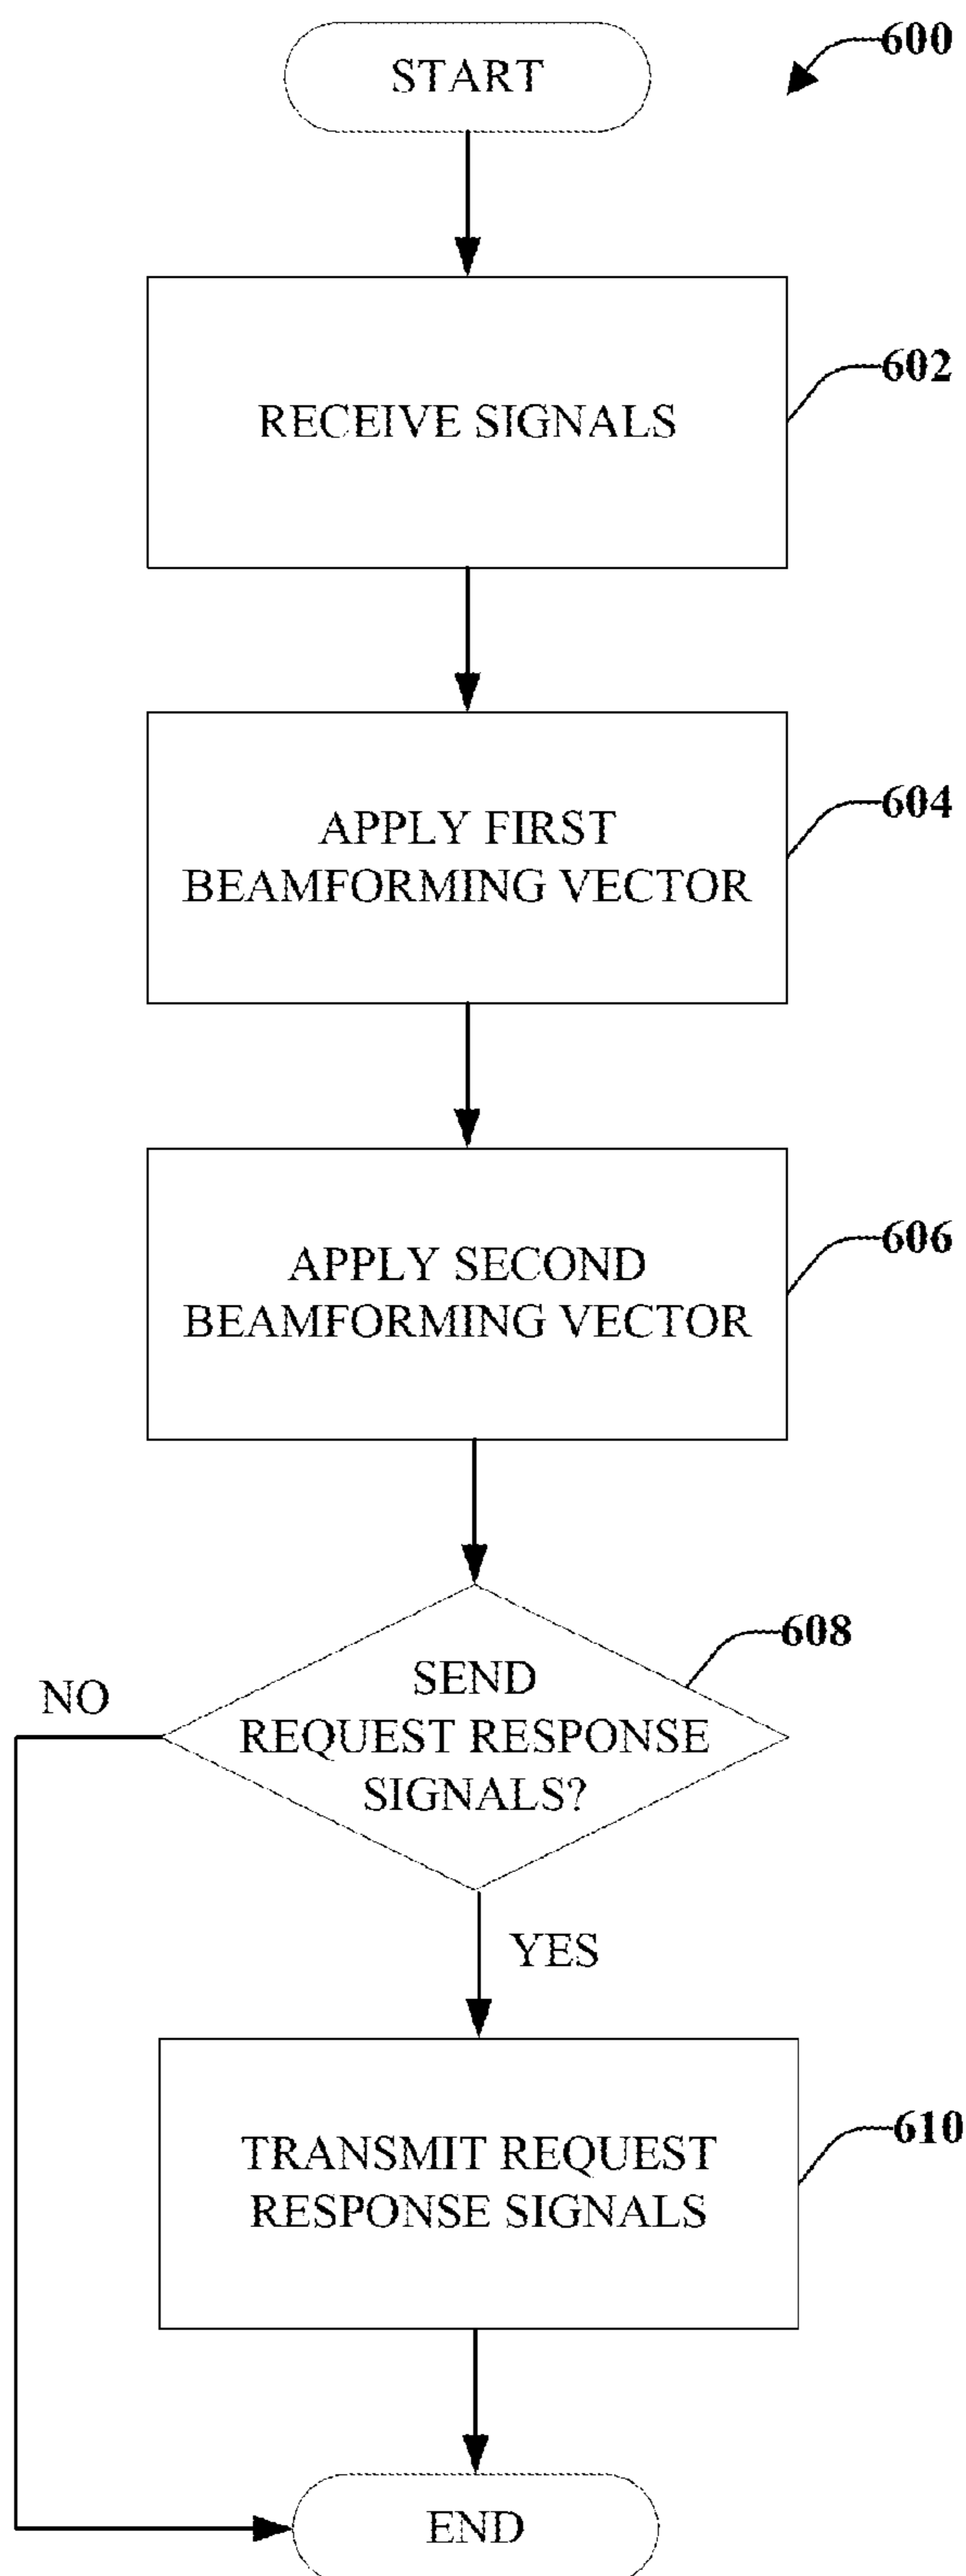 START
600
RECEIVE SIGNALS
602
APPLY FIRST
BEAMFORMING VECTOR
604
APPLY SECOND
BEAMFORMING VECTOR
606
SEND
REQUEST RESPONSE
SIGNALS?
608
NO
YES
TRANSMIT REQUEST
RESPONSE SIGNALS
610
END